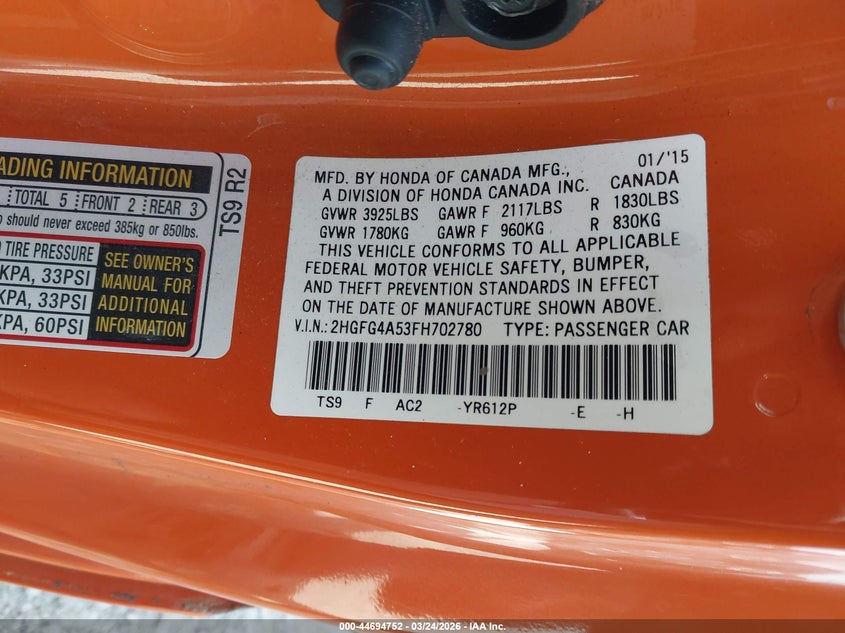 ADING INFORMATION
TOTAL 5 FRONT 2 REAR 3
should never exceed 385kg or 850lbs.
TIRE PRESSURE
KPA, 33PSI
KPA, 33PSI
KPA, 60PSI
SEE OWNER'S
MANUAL FOR
ADDITIONAL
INFORMATION
TS9 R2
MFD. BY HONDA OF CANADA MFG., 01/'15
A DIVISION OF HONDA CANADA INC. CANADA
GVWR 3925LBS GAWR F 2117LBS R 1830LBS
GVWR 1780KG GAWR F 960KG R 830KG
THIS VEHICLE CONFORMS TO ALL APPLICABLE
FEDERAL MOTOR VEHICLE SAFETY, BUMPER,
AND THEFT PREVENTION STANDARDS IN EFFECT
ON THE DATE OF MANUFACTURE SHOWN ABOVE.
V.I.N.: 2HGFG4A53FH702780 TYPE: PASSENGER CAR
TS9 F AC2 -YR612P -E -H
000-44694752 - 03/24/2026 - IAA Inc.